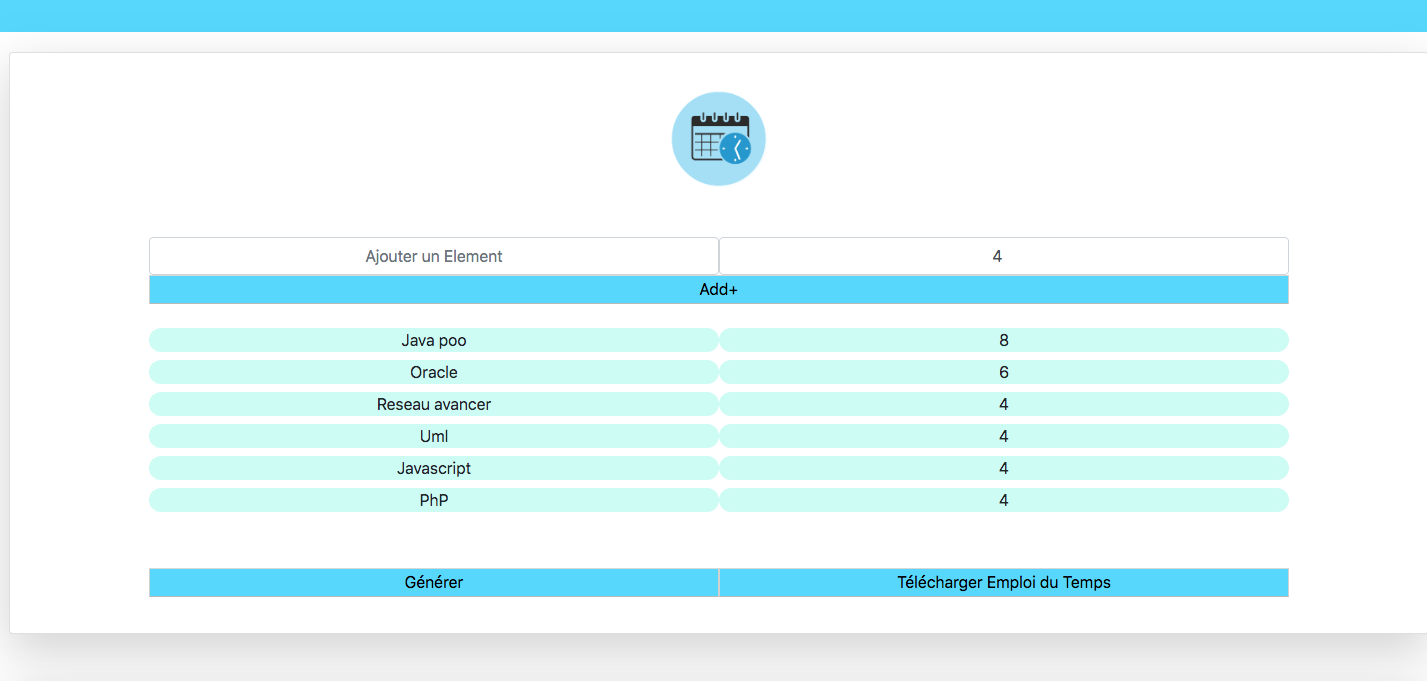 Ajouter un Element 4
Add+
Java poo 8
Oracle 6
Reseau avancer 4
Uml 4
Javascript 4
PhP 4
Générer Télécharger Emploi du Temps